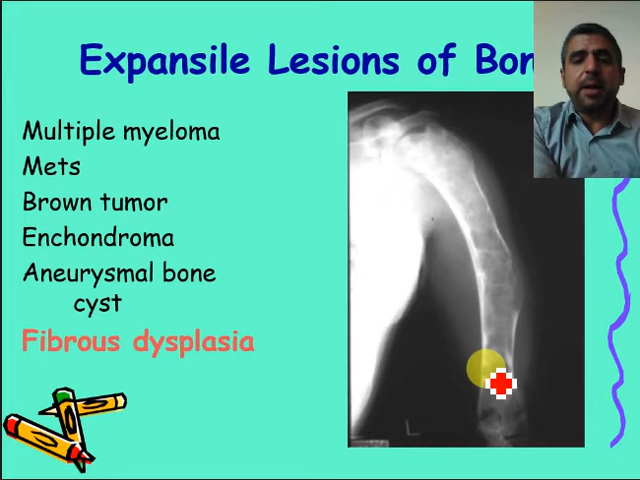 Expansile Lesions of Bon
Multiple myeloma
Mets
Brown tumor
Enchondroma
Aneurysmal bone
cyst
Fibrous dysplasia
L